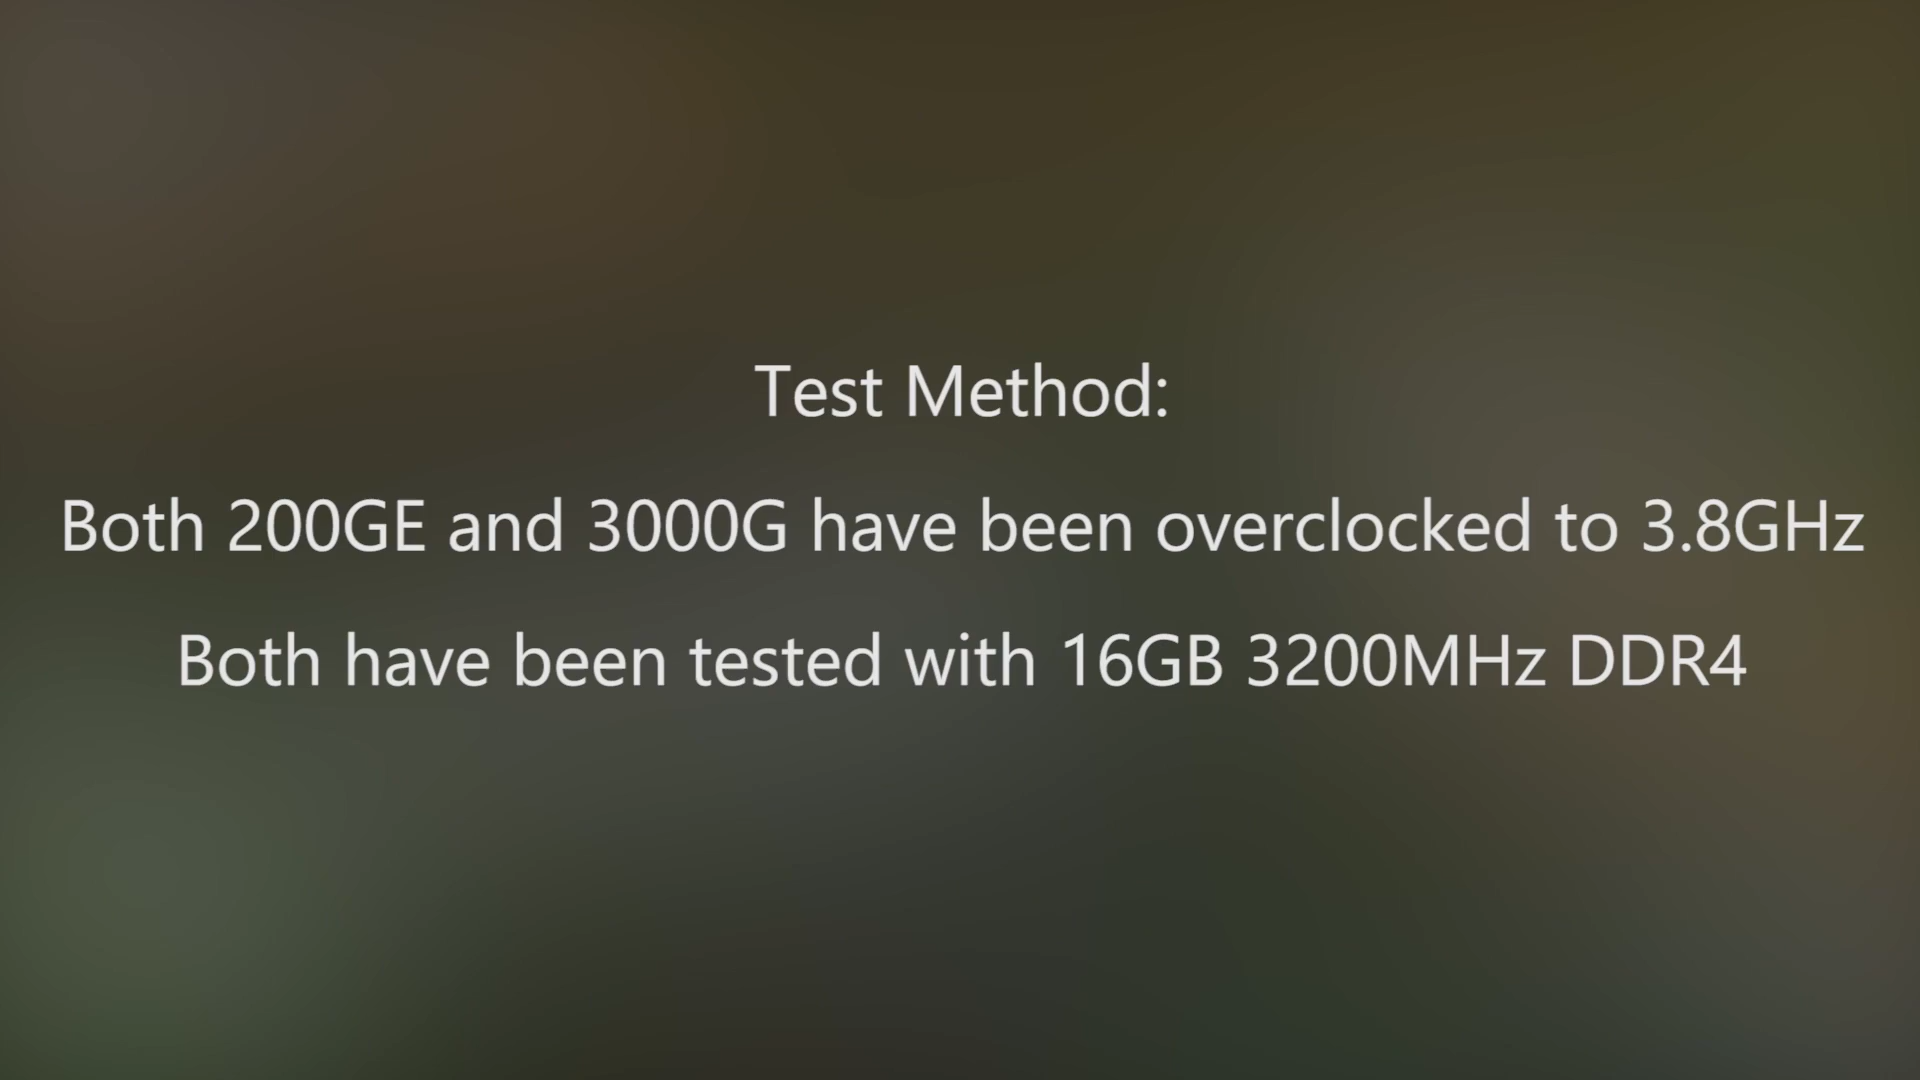 Test Method:
Both 200GE and 3000G have been overclocked to 3.8GHz
Both have been tested with 16GB 3200MHz DDR4